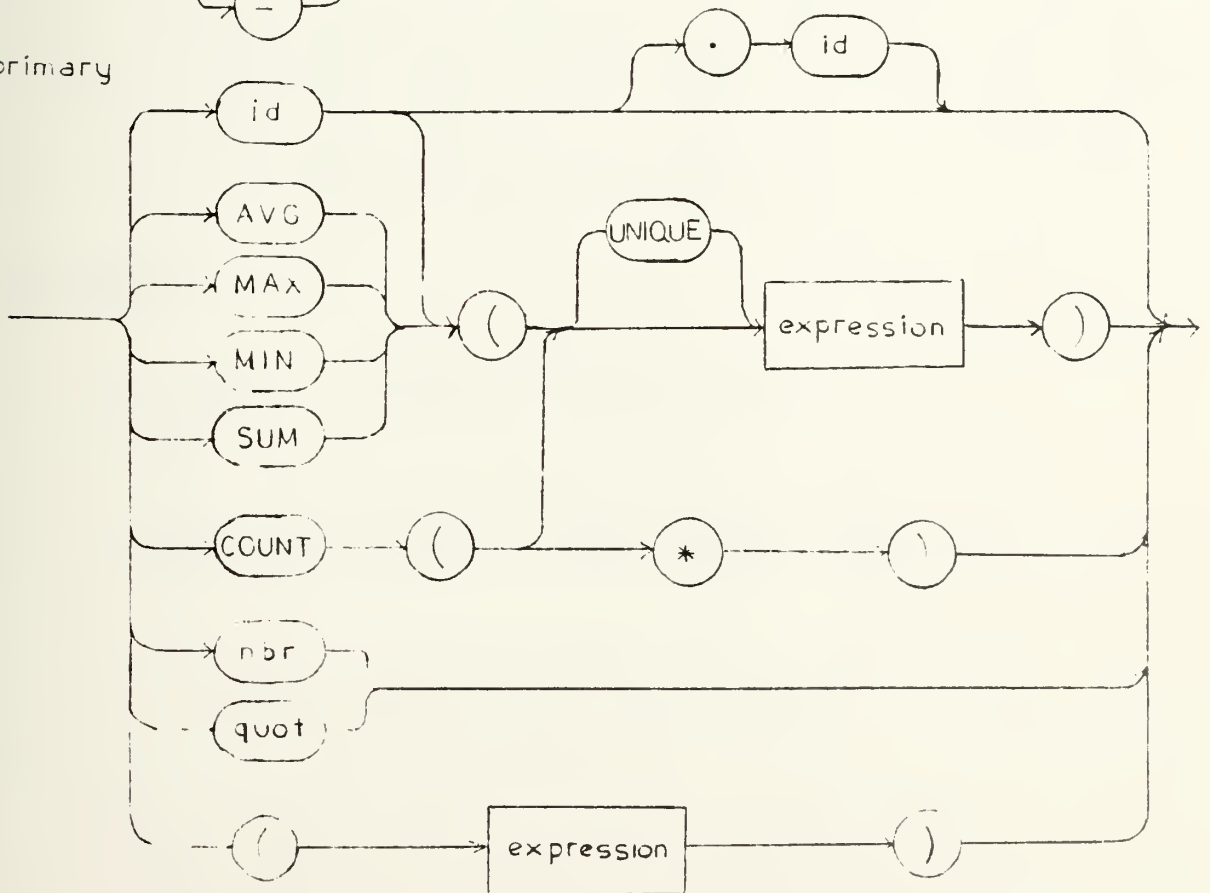 –
. id
primary
id
AVG
UNIQUE
MAX
( expression )
MIN
SUM
COUNT ( * )
nbr
quot
( expression )